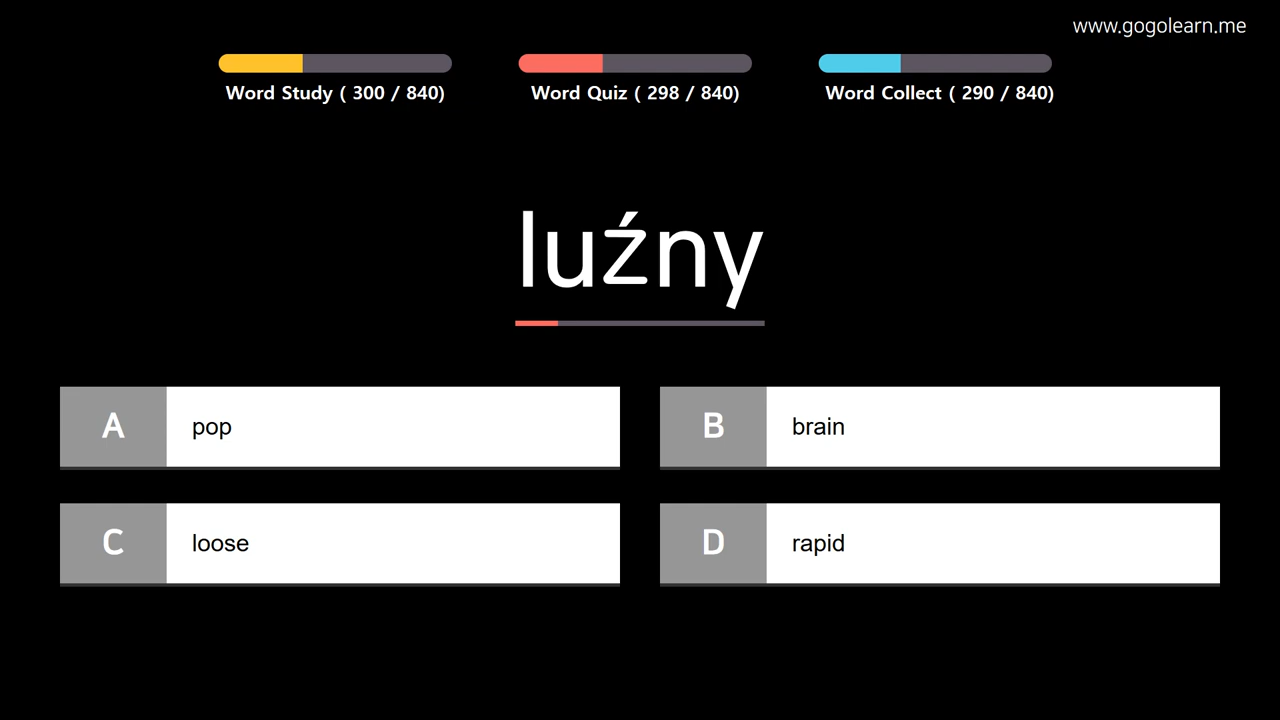 www.gogolearn.me
Word Study ( 300 / 840)
Word Quiz ( 298 / 840)
Word Collect ( 290 / 840)
luźny
A pop
B brain
C loose
D rapid